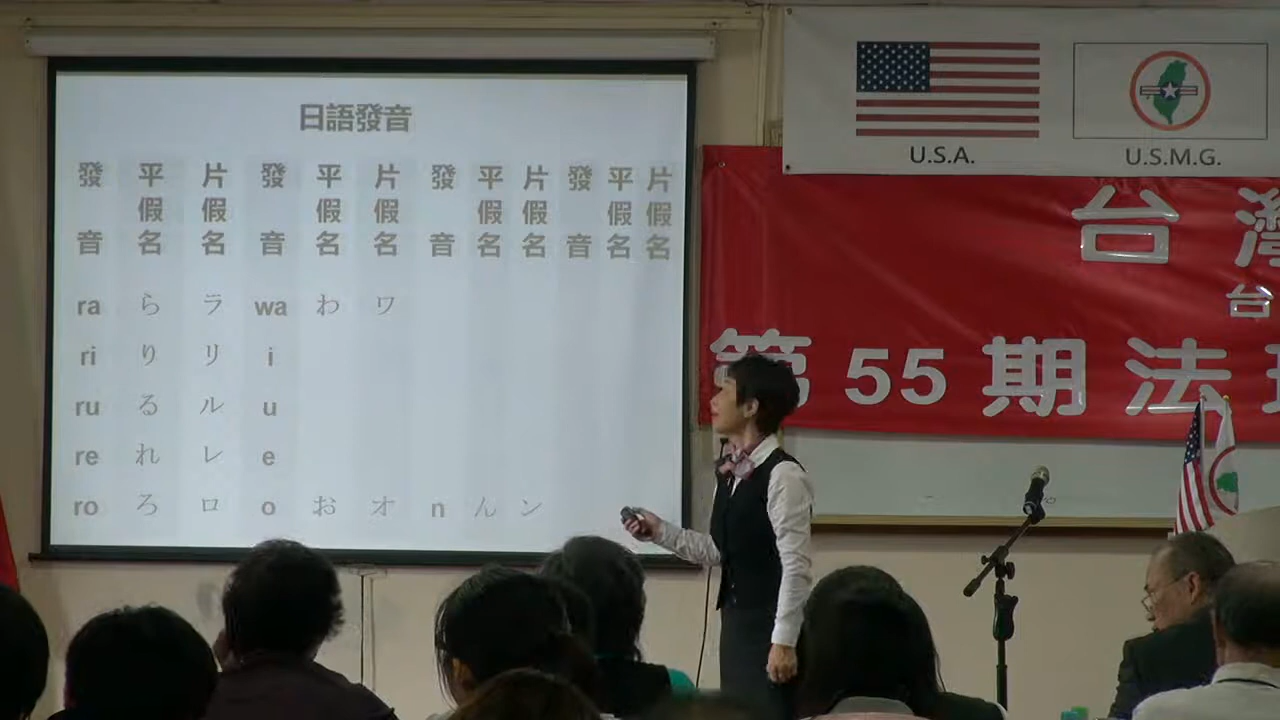 日語發音
發音 平假名 片假名 發音 平假名 片假名 發音 平假名 片假名 發音 平假名 片假名
ra ら ラ wa わ ワ
ri り リ i
ru る ル u
re れ レ e
ro ろ ロ o お オ n ん ン
U.S.A.
U.S.M.G.
台灣
台
第55期法